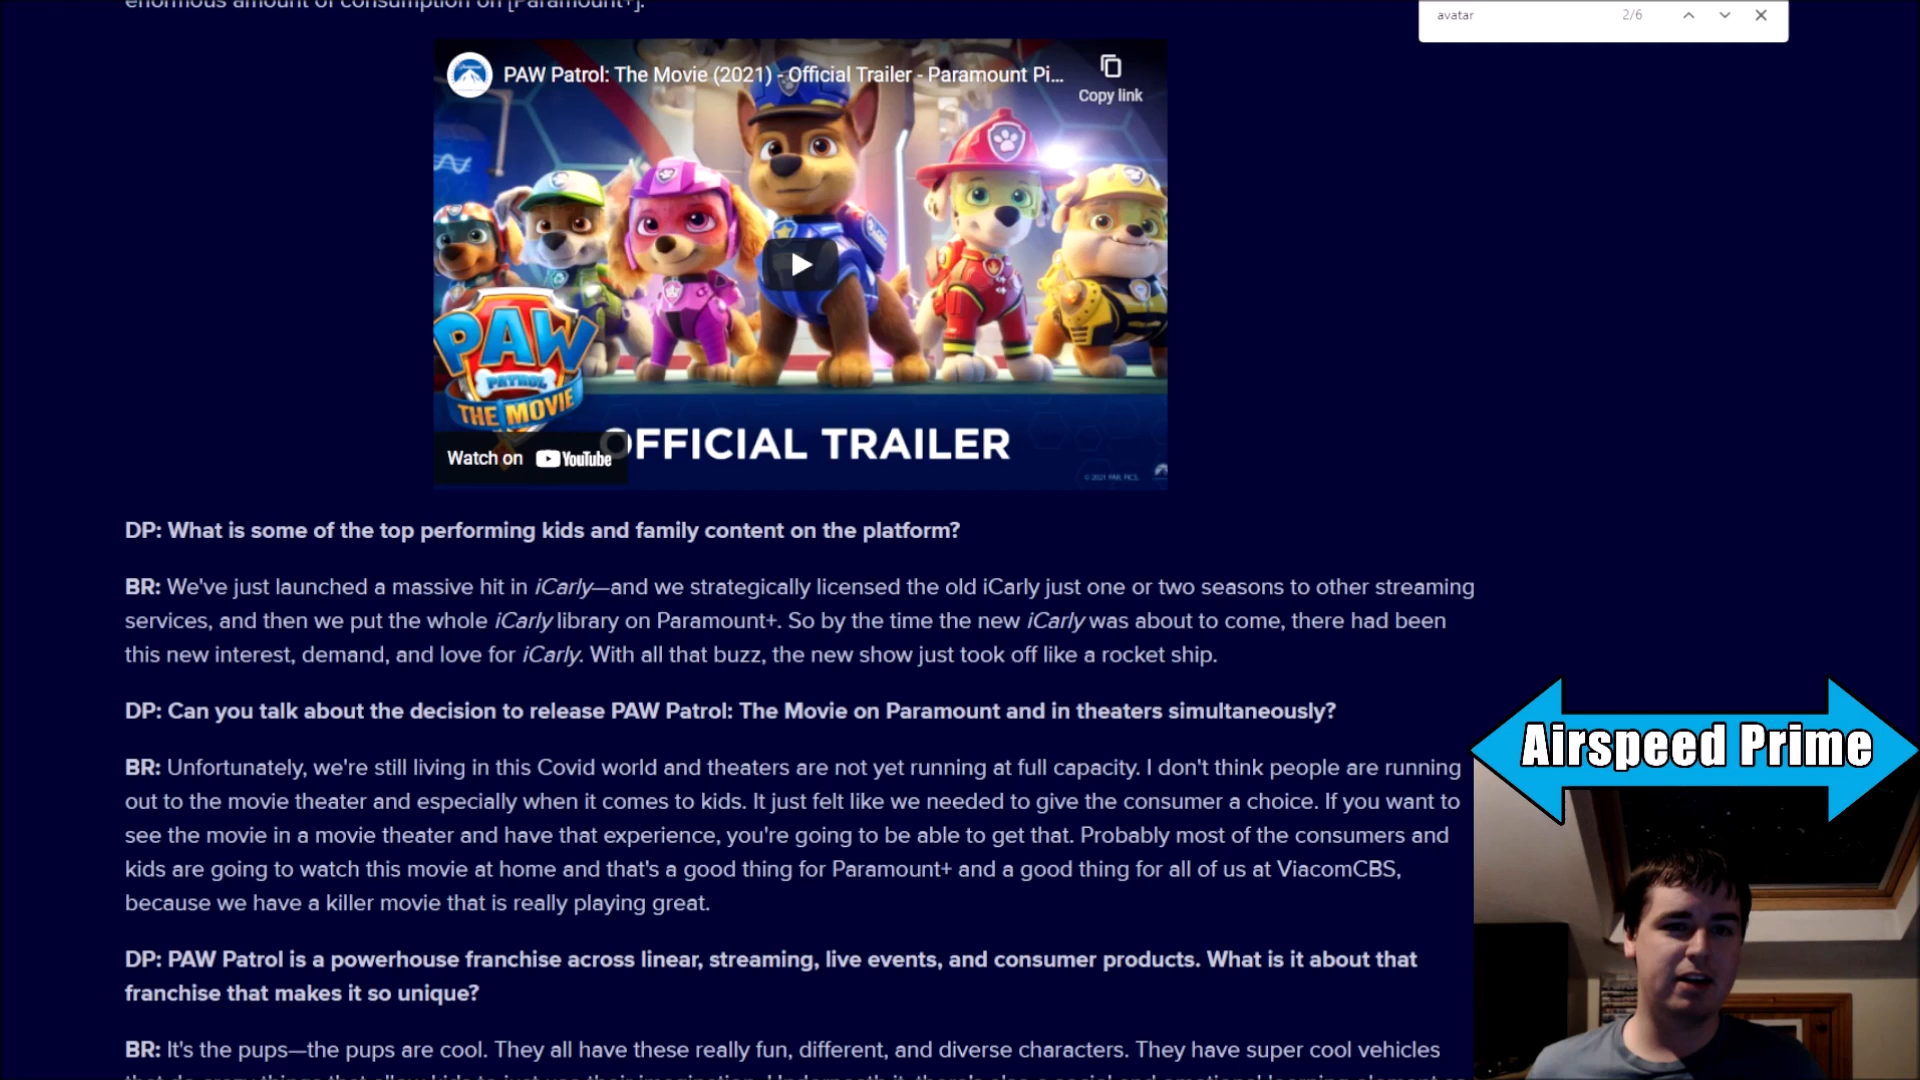 enormous amount of consumption on [Paramount+].
avatar 2/6
PAW Patrol: The Movie (2021) - Official Trailer - Paramount Pi...
Copy link
PAW
PATROL
THE MOVIE
OFFICIAL TRAILER
Watch on YouTube
© 2021 PAR. PICS.
DP: What is some of the top performing kids and family content on the platform?
BR: We've just launched a massive hit in iCarly—and we strategically licensed the old iCarly just one or two seasons to other streaming
services, and then we put the whole iCarly library on Paramount+. So by the time the new iCarly was about to come, there had been
this new interest, demand, and love for iCarly. With all that buzz, the new show just took off like a rocket ship.
DP: Can you talk about the decision to release PAW Patrol: The Movie on Paramount and in theaters simultaneously?
Airspeed Prime
BR: Unfortunately, we're still living in this Covid world and theaters are not yet running at full capacity. I don't think people are running
out to the movie theater and especially when it comes to kids. It just felt like we needed to give the consumer a choice. If you want to
see the movie in a movie theater and have that experience, you're going to be able to get that. Probably most of the consumers and
kids are going to watch this movie at home and that's a good thing for Paramount+ and a good thing for all of us at ViacomCBS,
because we have a killer movie that is really playing great.
DP: PAW Patrol is a powerhouse franchise across linear, streaming, live events, and consumer products. What is it about that
franchise that makes it so unique?
BR: It's the pups—the pups are cool. They all have these really fun, different, and diverse characters. They have super cool vehicles